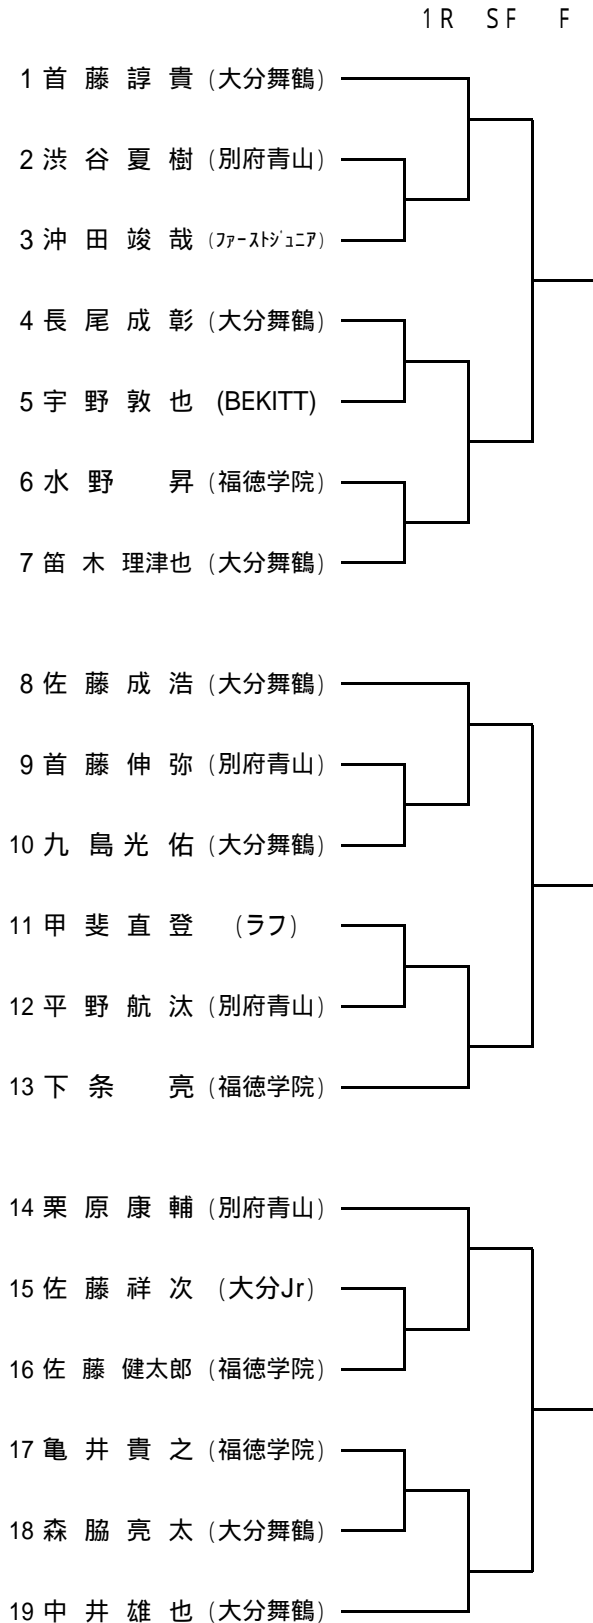 1R SF F
1 首藤諄貴 (大分舞鶴)
2 渋谷夏樹 (別府青山)
3 沖田竣哉 (ファーストジュニア)
4 長尾成彰 (大分舞鶴)
5 宇野敦也 (BEKITT)
6 水野 昇 (福徳学院)
7 笛木理津也 (大分舞鶴)
8 佐藤成浩 (大分舞鶴)
9 首藤伸弥 (別府青山)
10 九島光佑 (大分舞鶴)
11 甲斐直登 (ラフ)
12 平野航汰 (別府青山)
13 下条 亮 (福徳学院)
14 栗原康輔 (別府青山)
15 佐藤祥次 (大分Jr)
16 佐藤健太郎 (福徳学院)
17 亀井貴之 (福徳学院)
18 森脇亮太 (大分舞鶴)
19 中井雄也 (大分舞鶴)